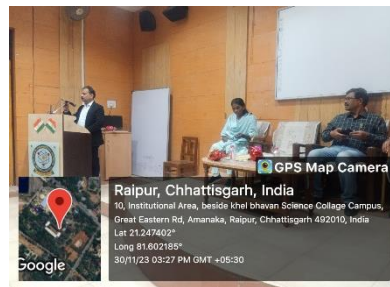 GPS Map Camera
Raipur, Chhattisgarh, India
10, Institutional Area, beside khel bhavan Science Collage Campus,
Great Eastern Rd, Amanaka, Raipur, Chhattisgarh 492010, India
Lat 21.247402°
Long 81.602185°
30/11/23 03:27 PM GMT +05:30
Google